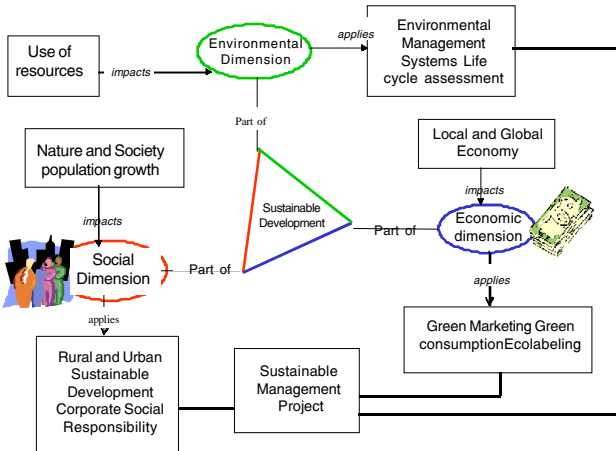 Use of
resources
impacts
Environmental
Dimension
applies
Environmental
Management
Systems Life
cycle assessment
Part of
Nature and Society
population growth
impacts
Local and Global
Economy
impacts
Sustainable
Development
Social
Dimension
Part of
Part of
Economic
dimension
applies
applies
Rural and Urban
Sustainable
Development
Corporate Social
Responsibility
Sustainable
Management
Project
Green Marketing Green
consumptionEcolabeling